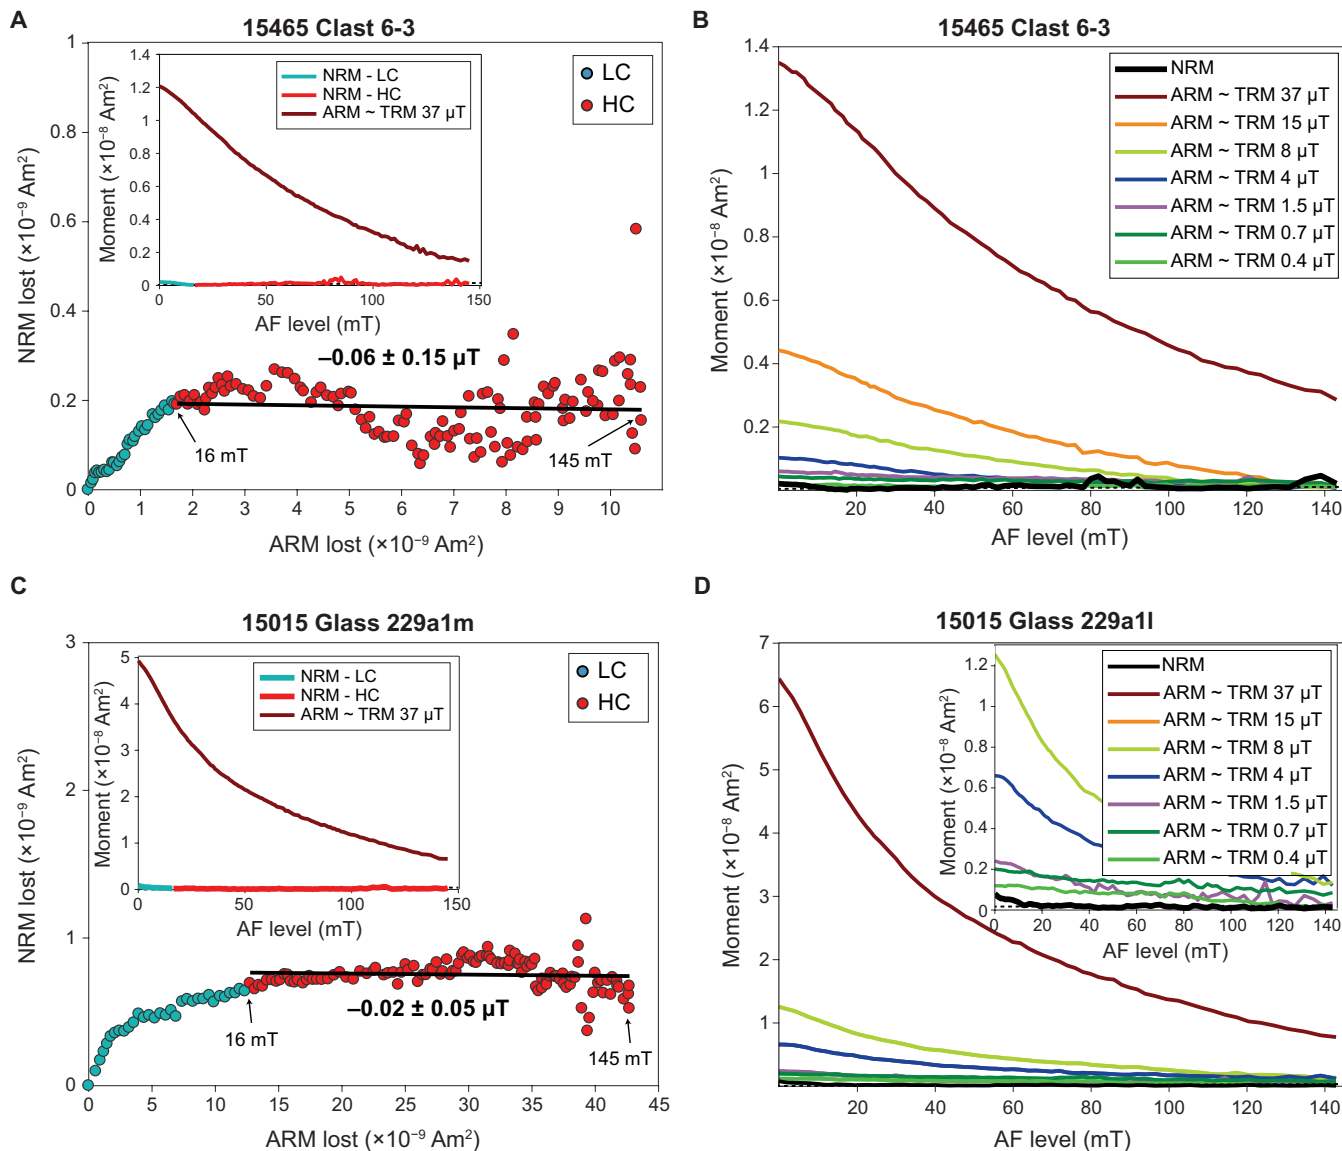 A
15465 Clast 6-3
1
0.8
0.6
0.4
0.2
0
NRM lost (×10⁻⁹ Am²)
0
1
2
3
4
5
6
7
8
9
10
ARM lost (×10⁻⁹ Am²)
LC
HC
1.4
1.2
1
0.8
0.6
0.4
0.2
0
Moment (×10⁻⁸ Am²)
0
50
100
150
AF level (mT)
NRM - LC
NRM - HC
ARM ~ TRM 37 µT
–0.06 ± 0.15 µT
16 mT
145 mT
B
15465 Clast 6-3
1.4
1.2
1
0.8
0.6
0.4
0.2
Moment (×10⁻⁸ Am²)
20
40
60
80
100
120
140
AF level (mT)
NRM
ARM ~ TRM 37 µT
ARM ~ TRM 15 µT
ARM ~ TRM 8 µT
ARM ~ TRM 4 µT
ARM ~ TRM 1.5 µT
ARM ~ TRM 0.7 µT
ARM ~ TRM 0.4 µT
C
15015 Glass 229a1m
3
2
1
0
NRM lost (×10⁻⁹ Am²)
0
5
10
15
20
25
30
35
40
45
ARM lost (×10⁻⁹ Am²)
LC
HC
5
4
3
2
1
0
Moment (×10⁻⁸ Am²)
0
50
100
150
AF level (mT)
NRM - LC
NRM - HC
ARM ~ TRM 37 µT
–0.02 ± 0.05 µT
16 mT
145 mT
D
15015 Glass 229a1l
7
6
5
4
3
2
1
Moment (×10⁻⁸ Am²)
20
40
60
80
100
120
140
AF level (mT)
1.2
1
0.8
0.6
0.4
0.2
0
Moment (×10⁻⁸ Am²)
0
20
40
60
80
100
120
140
AF level (mT)
NRM
ARM ~ TRM 37 µT
ARM ~ TRM 15 µT
ARM ~ TRM 8 µT
ARM ~ TRM 4 µT
ARM ~ TRM 1.5 µT
ARM ~ TRM 0.7 µT
ARM ~ TRM 0.4 µT